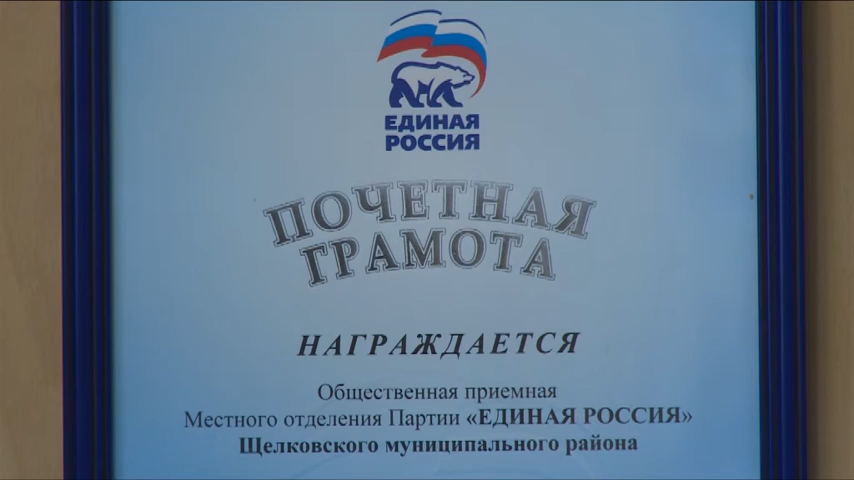 ЕДИНАЯ
РОССИЯ
ПОЧЕТНАЯ
ГРАМОТА
НАГРАЖДАЕТСЯ
Общественная приемная
Местного отделения Партии «ЕДИНАЯ РОССИЯ»
Щелковского муниципального района